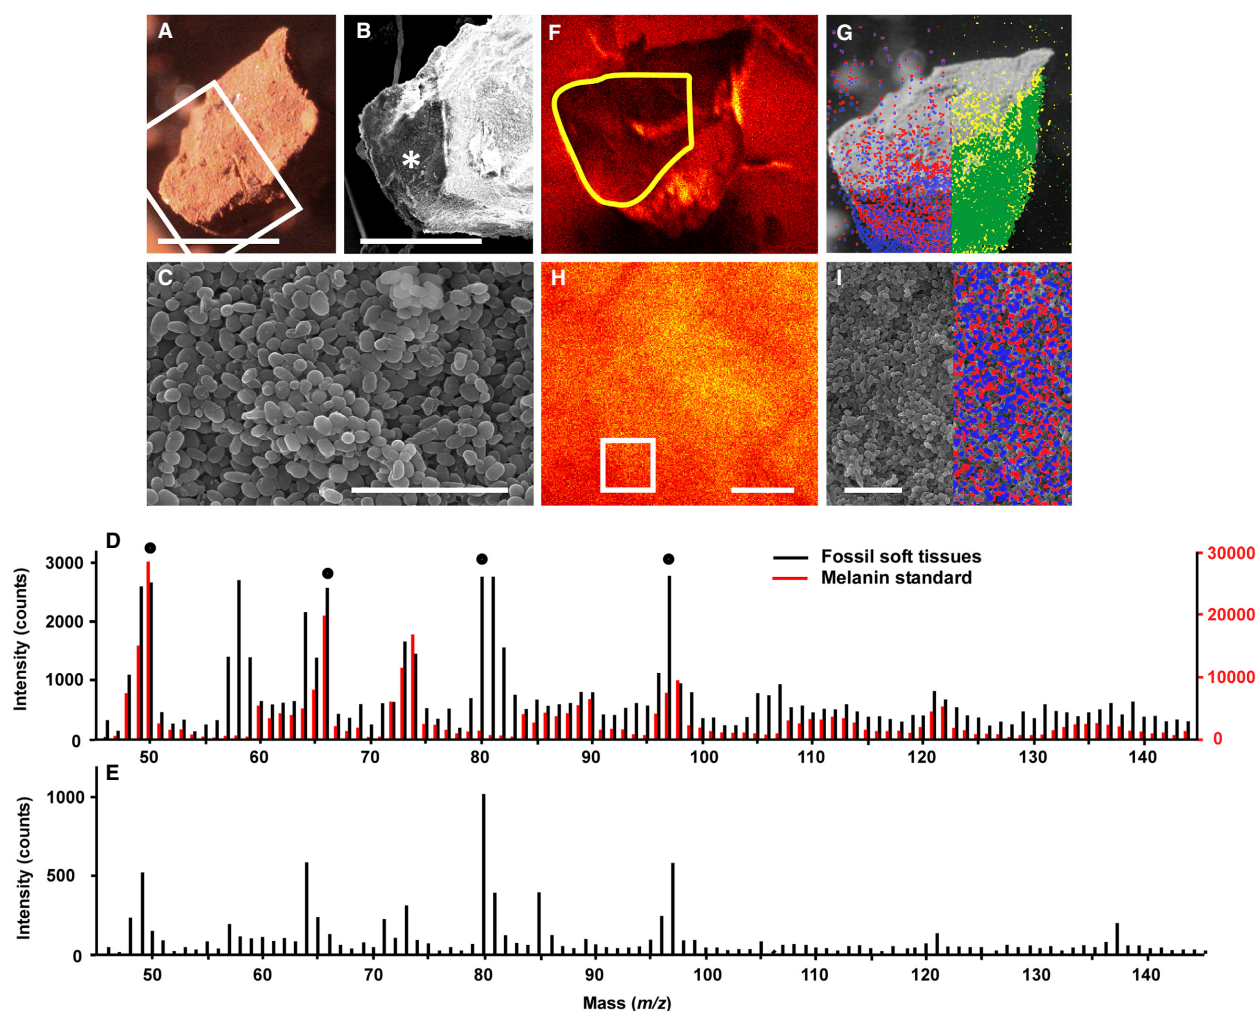 A
B
*
F
G
C
H
I
D
Fossil soft tissues
Melanin standard
Intensity (counts)
3000
2000
1000
0
30000
20000
10000
0
50 60 70 80 90 100 110 120 130 140
E
Intensity (counts)
1000
500
0
50 60 70 80 90 100 110 120 130 140
Mass (m/z)